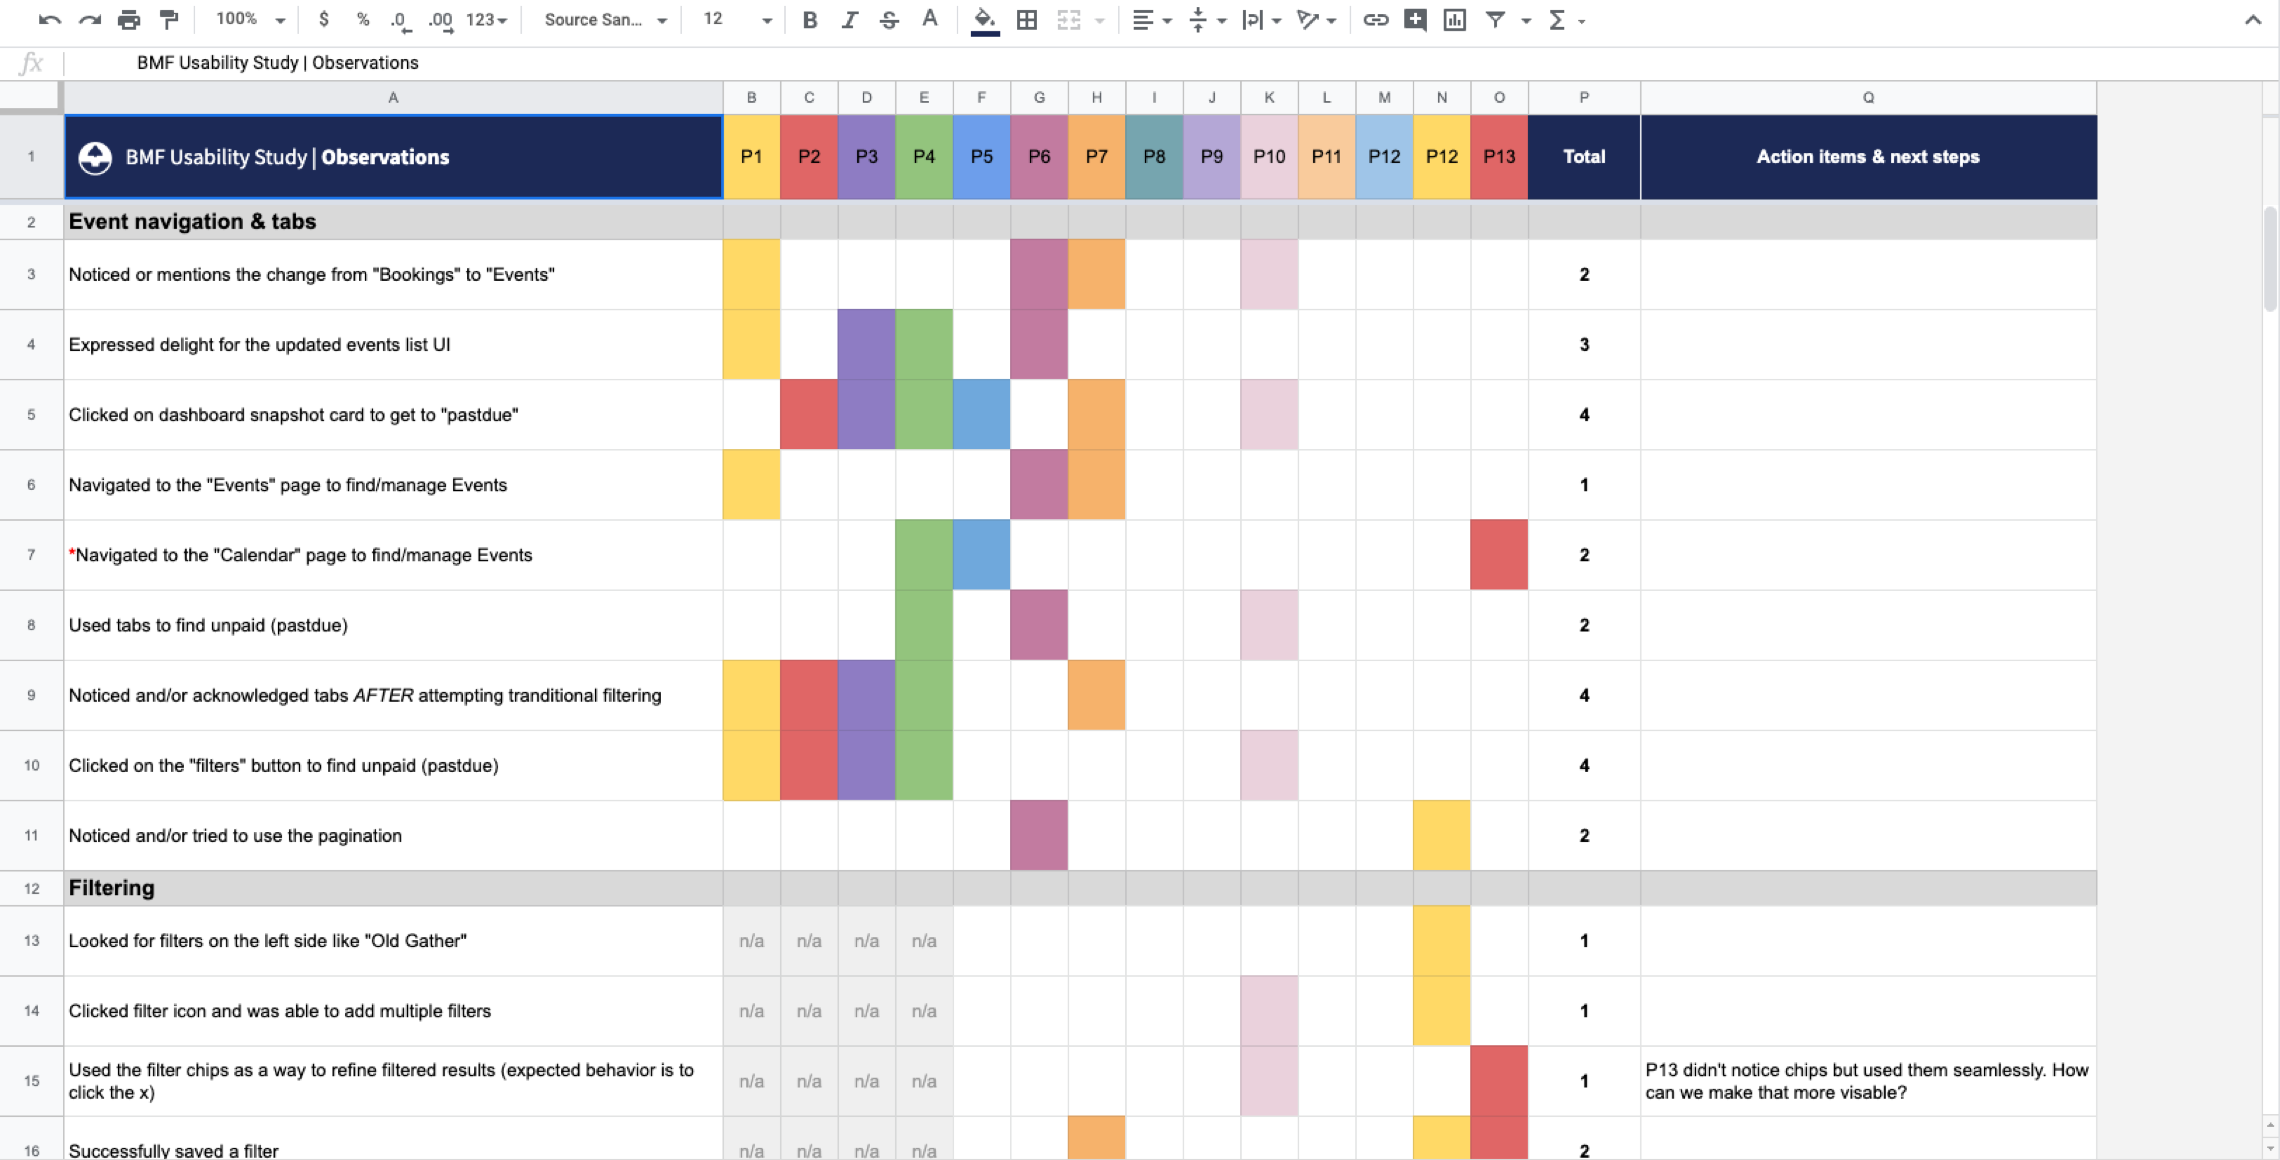 100% $ % .0 .00 123 Source San... 12 B I S A
fx BMF Usability Study | Observations
A B C D E F G H I J K L M N O P Q
1 BMF Usability Study | Observations P1 P2 P3 P4 P5 P6 P7 P8 P9 P10 P11 P12 P12 P13 Total Action items & next steps
2 Event navigation & tabs
3 Noticed or mentions the change from "Bookings" to "Events" 2
4 Expressed delight for the updated events list UI 3
5 Clicked on dashboard snapshot card to get to "pastdue" 4
6 Navigated to the "Events" page to find/manage Events 1
7 *Navigated to the "Calendar" page to find/manage Events 2
8 Used tabs to find unpaid (pastdue) 2
9 Noticed and/or acknowledged tabs AFTER attempting tranditional filtering 4
10 Clicked on the "filters" button to find unpaid (pastdue) 4
11 Noticed and/or tried to use the pagination 2
12 Filtering
13 Looked for filters on the left side like "Old Gather" n/a n/a n/a n/a 1
14 Clicked filter icon and was able to add multiple filters n/a n/a n/a n/a 1
15 Used the filter chips as a way to refine filtered results (expected behavior is to
click the x) n/a n/a n/a n/a 1 P13 didn't notice chips but used them seamlessly. How
can we make that more visable?
16 Successfully saved a filter n/a n/a n/a n/a 2